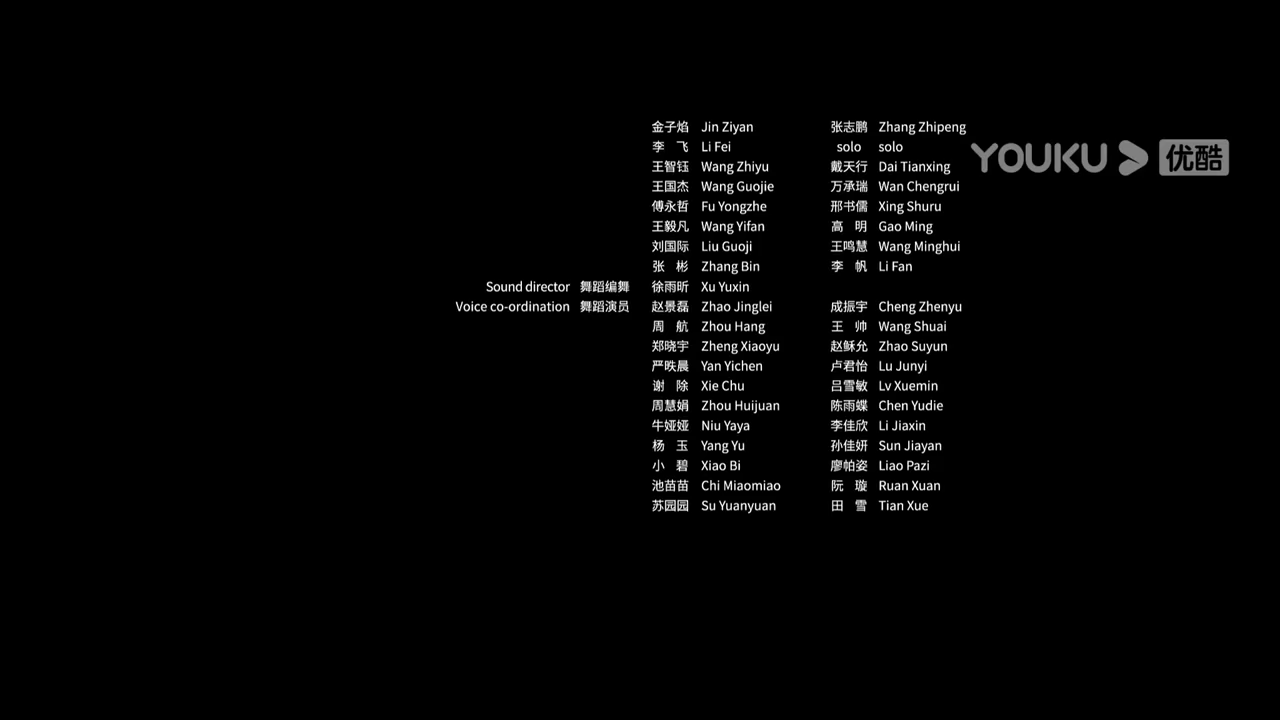 金子焰 Jin Ziyan 张志鹏 Zhang Zhipeng
李 飞 Li Fei solo solo
YOUKU 优酷
王智钰 Wang Zhiyu 戴天行 Dai Tianxing
王国杰 Wang Guojie 万承瑞 Wan Chengrui
傅永哲 Fu Yongzhe 邢书儒 Xing Shuru
王毅凡 Wang Yifan 高 明 Gao Ming
刘国际 Liu Guoji 王鸣慧 Wang Minghui
张 彬 Zhang Bin 李 帆 Li Fan
Sound director 舞蹈编舞 徐雨昕 Xu Yuxin
Voice co-ordination 舞蹈演员 赵景磊 Zhao Jinglei 成振宇 Cheng Zhenyu
周 航 Zhou Hang 王 帅 Wang Shuai
郑晓宇 Zheng Xiaoyu 赵稣允 Zhao Suyun
严昳晨 Yan Yichen 卢君怡 Lu Junyi
谢 除 Xie Chu 吕雪敏 Lv Xuemin
周慧娟 Zhou Huijuan 陈雨蝶 Chen Yudie
牛娅娅 Niu Yaya 李佳欣 Li Jiaxin
杨 玉 Yang Yu 孙佳妍 Sun Jiayan
小 碧 Xiao Bi 廖帕姿 Liao Pazi
池苗苗 Chi Miaomiao 阮 璇 Ruan Xuan
苏园园 Su Yuanyuan 田 雪 Tian Xue